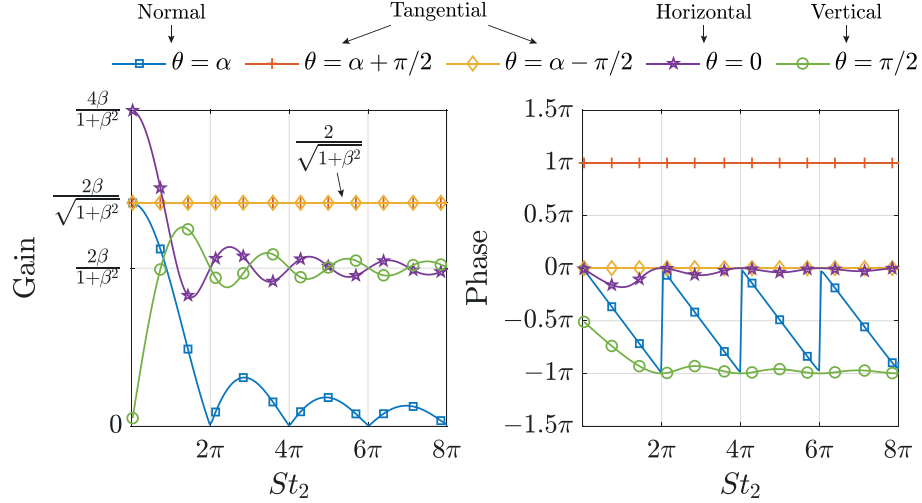 Normal Tangential Horizontal Vertical
θ = α θ = α + π/2 θ = α − π/2 θ = 0 θ = π/2
4β/(1+β²)
2β/√(1+β²)
2β/(1+β²)
0
Gain
2/√(1+β²)
2π 4π 6π 8π
St₂
1.5π
1π
0.5π
0π
−0.5π
−1π
−1.5π
Phase
2π 4π 6π 8π
St₂